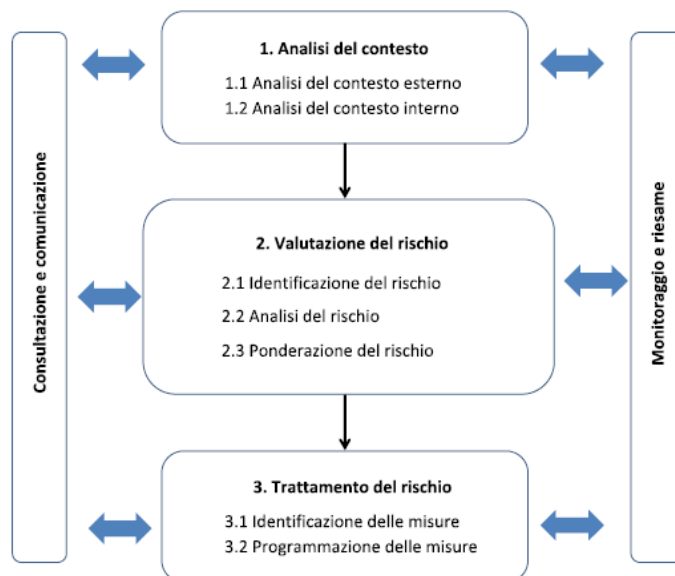 Consultazione e comunicazione
1. Analisi del contesto
1.1 Analisi del contesto esterno
1.2 Analisi del contesto interno
2. Valutazione del rischio
2.1 Identificazione del rischio
2.2 Analisi del rischio
2.3 Ponderazione del rischio
3. Trattamento del rischio
3.1 Identificazione delle misure
3.2 Programmazione delle misure
Monitoraggio e riesame